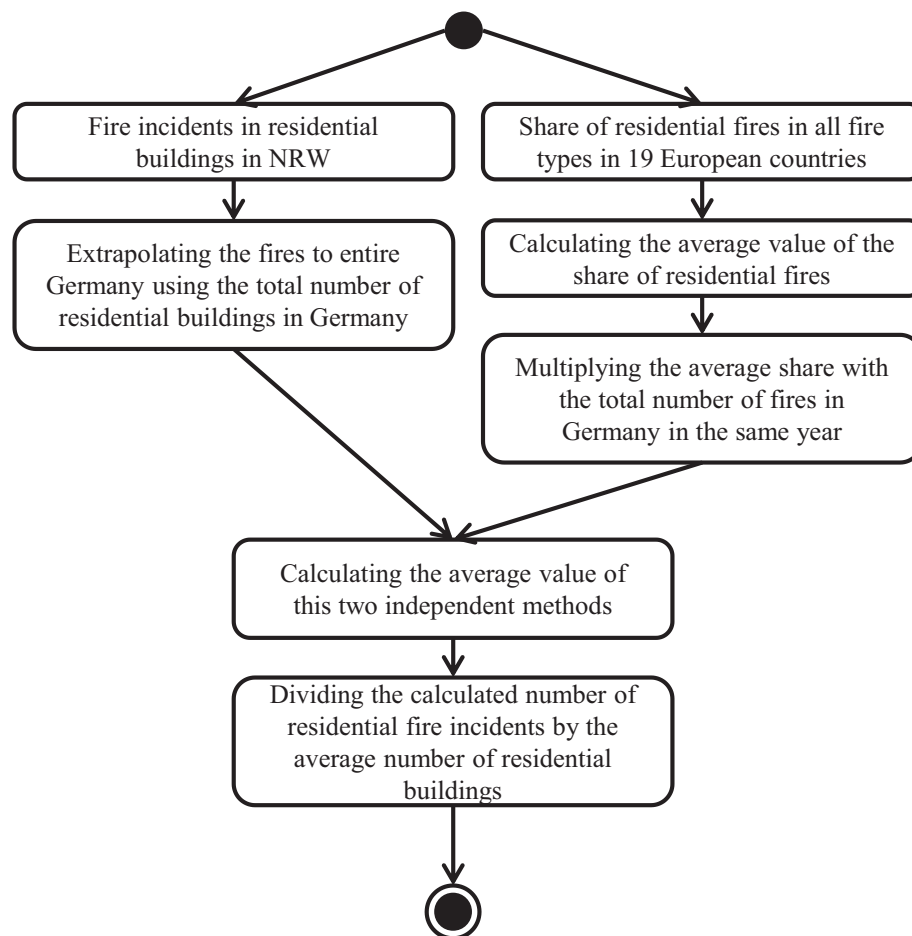 Fire incidents in residential
buildings in NRW
Share of residential fires in all fire
types in 19 European countries
Extrapolating the fires to entire
Germany using the total number of
residential buildings in Germany
Calculating the average value of the
share of residential fires
Multiplying the average share with
the total number of fires in
Germany in the same year
Calculating the average value of
this two independent methods
Dividing the calculated number of
residential fire incidents by the
average number of residential
buildings